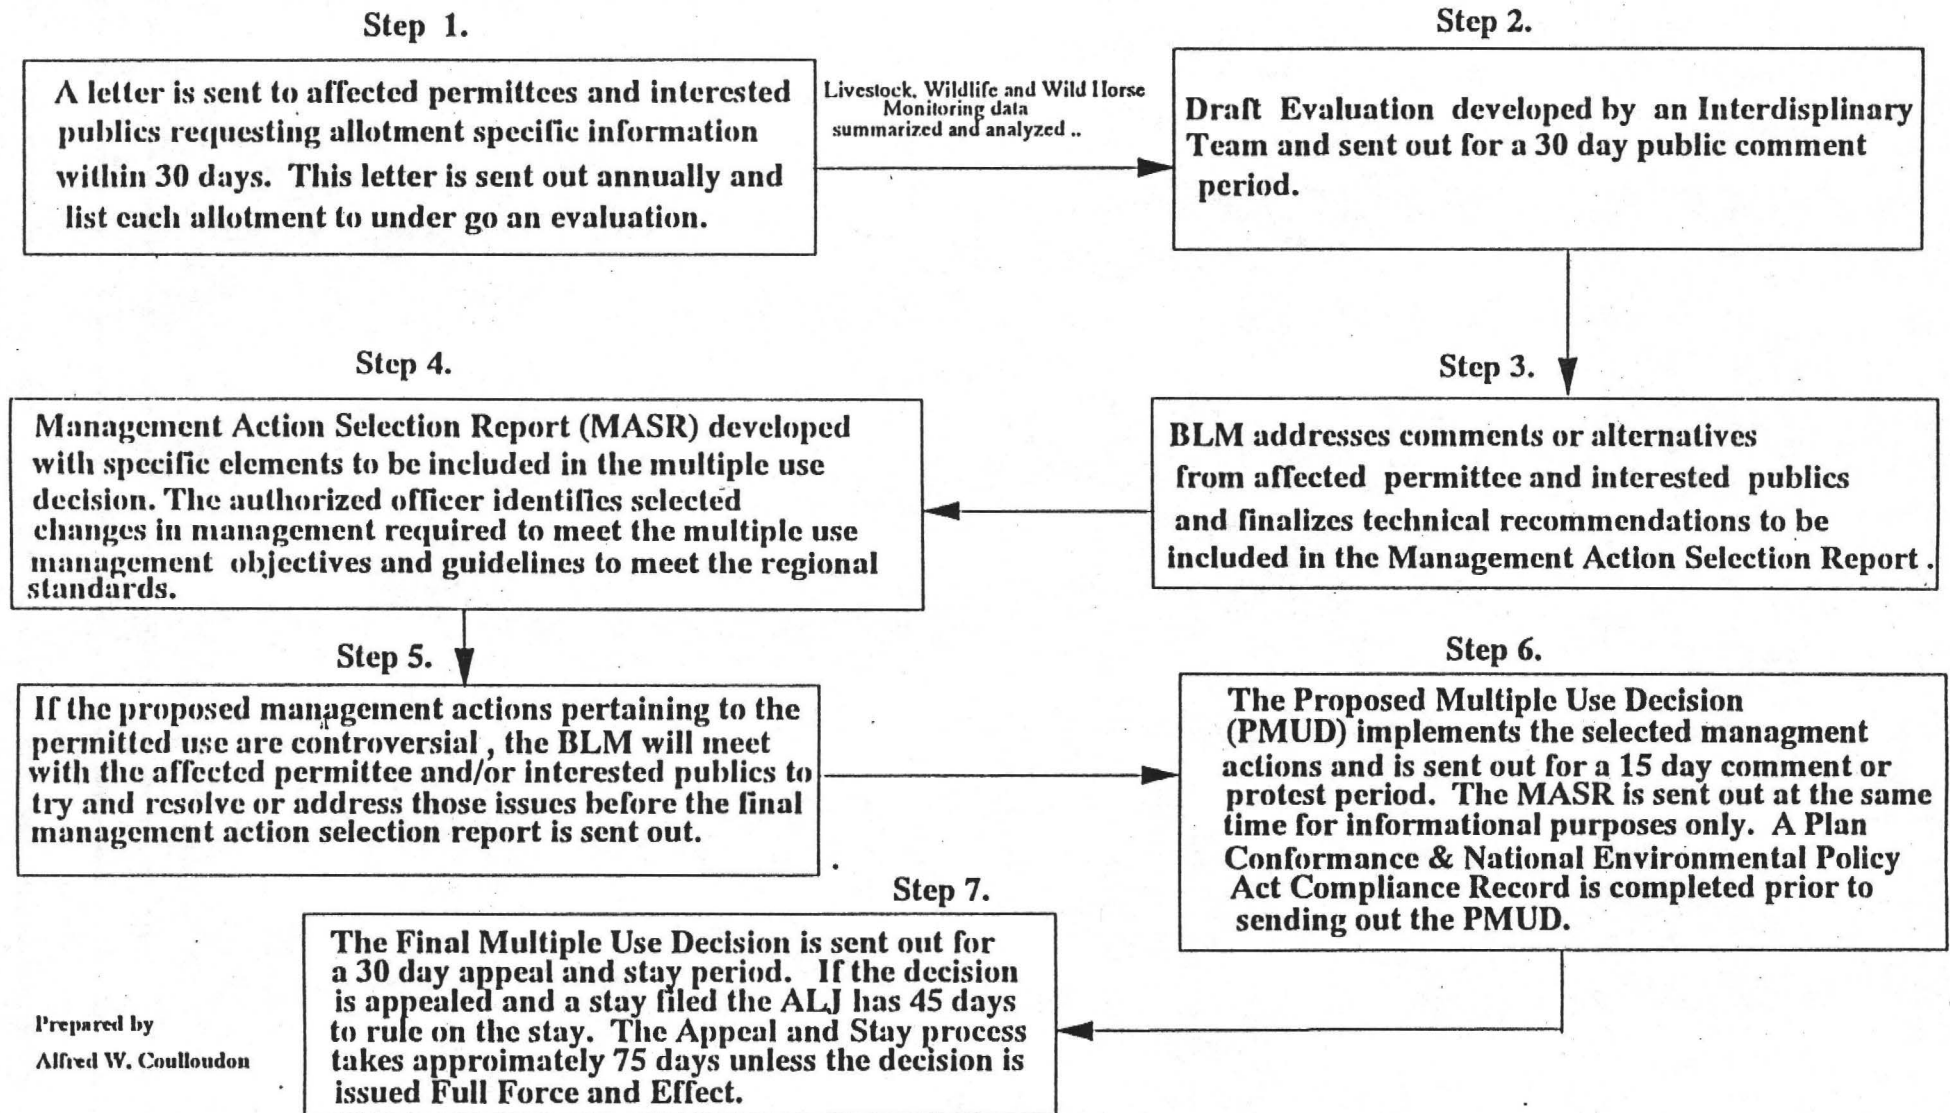 Step 1.
A letter is sent to affected permittees and interested
publics requesting allotment specific information
within 30 days. This letter is sent out annually and
list each allotment to under go an evaluation.
Livestock, Wildlife and Wild Horse
Monitoring data
summarized and analyzed ..
Step 2.
Draft Evaluation developed by an Interdisplinary
Team and sent out for a 30 day public comment
period.
Step 3.
BLM addresses comments or alternatives
from affected permittee and interested publics
and finalizes technical recommendations to be
included in the Management Action Selection Report .
Step 4.
Management Action Selection Report (MASR) developed
with specific elements to be included in the multiple use
decision. The authorized officer identifies selected
changes in management required to meet the multiple use
management objectives and guidelines to meet the regional
standards.
Step 5.
If the proposed management actions pertaining to the
permitted use are controversial , the BLM will meet
with the affected permittee and/or interested publics to
try and resolve or address those issues before the final
management action selection report is sent out.
Step 6.
The Proposed Multiple Use Decision
(PMUD) implements the selected managment
actions and is sent out for a 15 day comment or
protest period. The MASR is sent out at the same
time for informational purposes only. A Plan
Conformance & National Environmental Policy
Act Compliance Record is completed prior to
sending out the PMUD.
Step 7.
The Final Multiple Use Decision is sent out for
a 30 day appeal and stay period. If the decision
is appealed and a stay filed the ALJ has 45 days
to rule on the stay. The Appeal and Stay process
takes approimately 75 days unless the decision is
issued Full Force and Effect.
Prepared by
Alfred W. Coulloudon